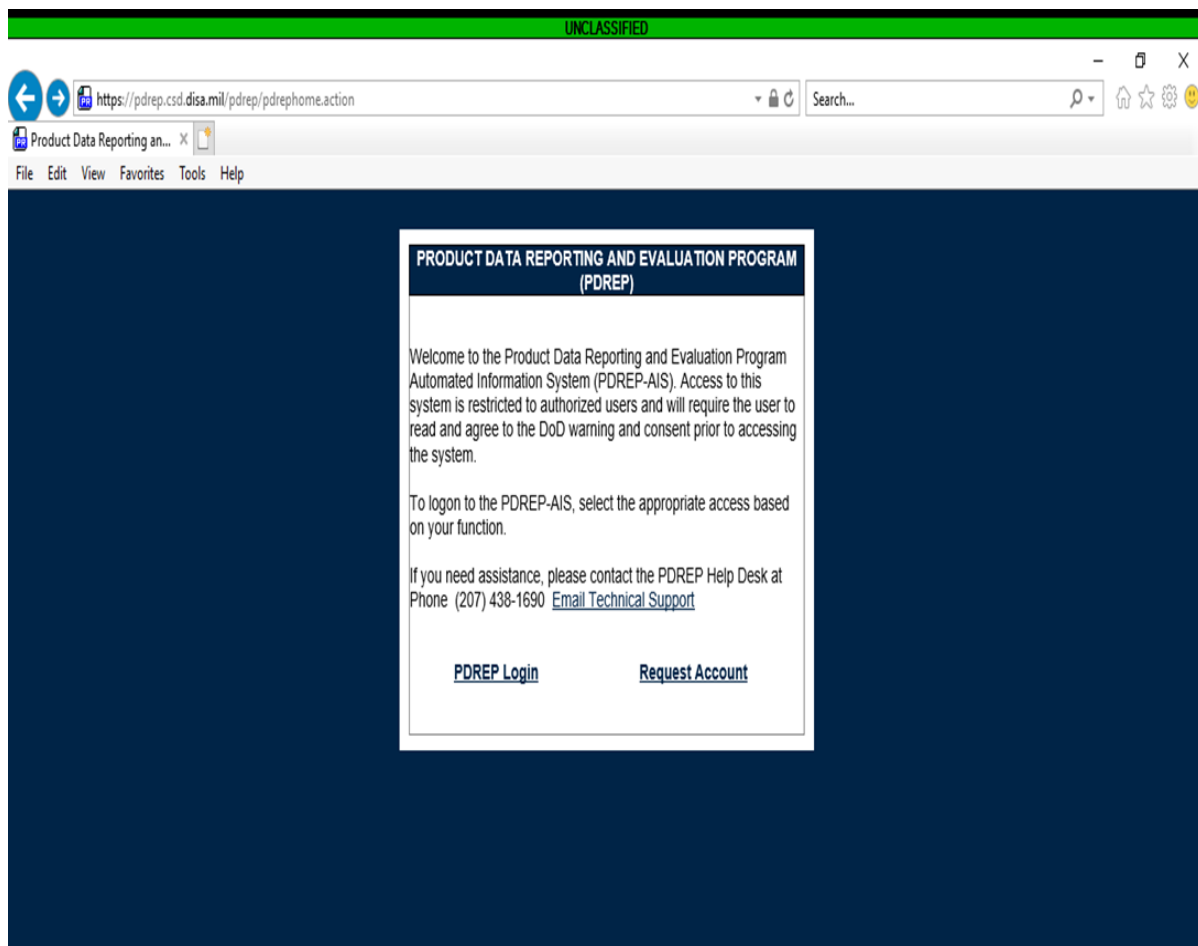 UNCLASSIFIED
https://pdrep.csd.disa.mil/pdrep/pdrephome.action
Search...
Product Data Reporting an...
File Edit View Favorites Tools Help
PRODUCT DATA REPORTING AND EVALUATION PROGRAM
(PDREP)
Welcome to the Product Data Reporting and Evaluation Program
Automated Information System (PDREP-AIS). Access to this
system is restricted to authorized users and will require the user to
read and agree to the DoD warning and consent prior to accessing
the system.
To logon to the PDREP-AIS, select the appropriate access based
on your function.
If you need assistance, please contact the PDREP Help Desk at
Phone (207) 438-1690 Email Technical Support
PDREP Login Request Account